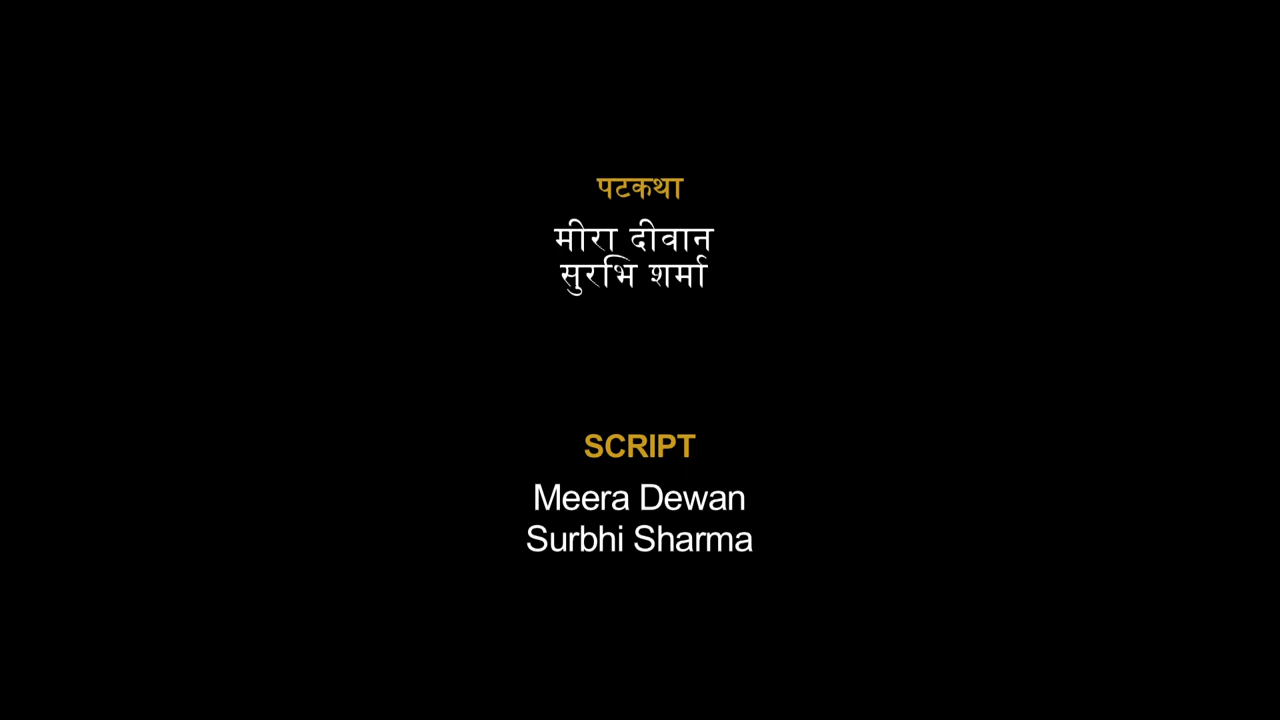 पटकथा
मीरा दीवान
सुरभि शर्मा
SCRIPT
Meera Dewan
Surbhi Sharma